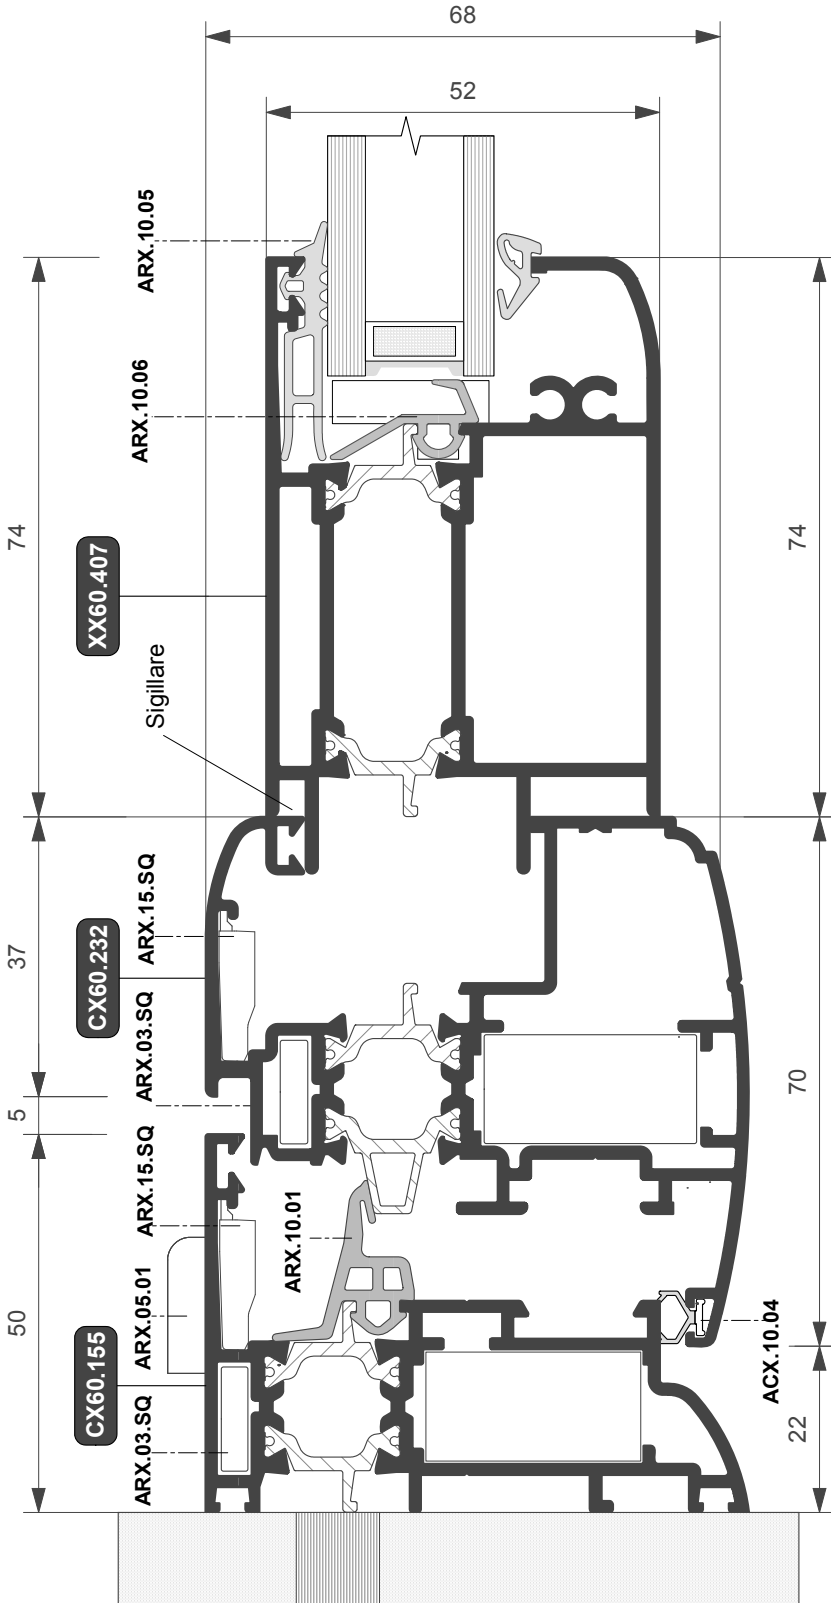 68
52
ARX.10.05
ARX.10.06
74
74
XX60.407
Sigillare
ARX.15.SQ
37
CX60.232
ARX.03.SQ
70
5
ARX.15.SQ
ARX.10.01
ARX.05.01
50
ACX.10.04
CX60.155
22
ARX.03.SQ